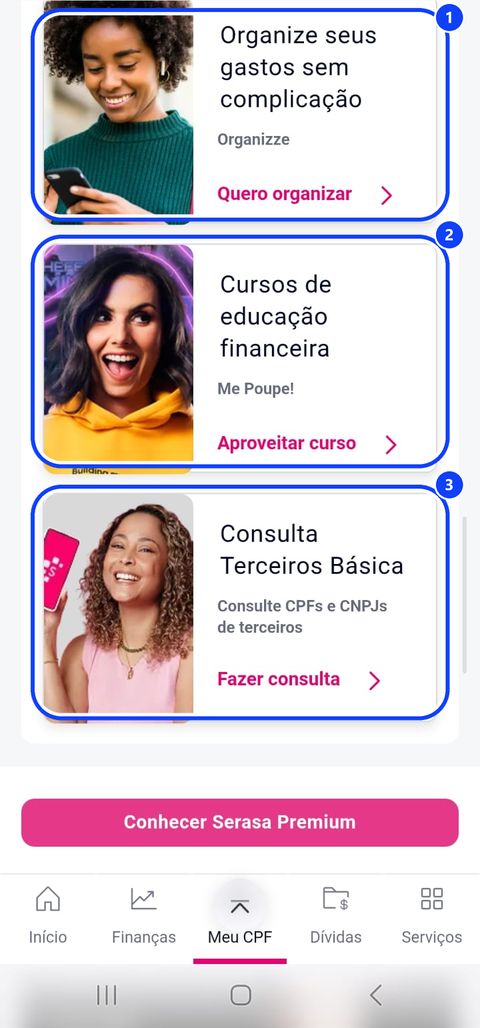 1
Organize seus
gastos sem
complicação
Organizze
Quero organizar
2
Cursos de
educação
financeira
Me Poupe!
Aproveitar curso
3
Consulta
Terceiros Básica
Consulte CPFs e CNPJs
de terceiros
Fazer consulta
Conhecer Serasa Premium
Início Finanças Meu CPF Dívidas Serviços